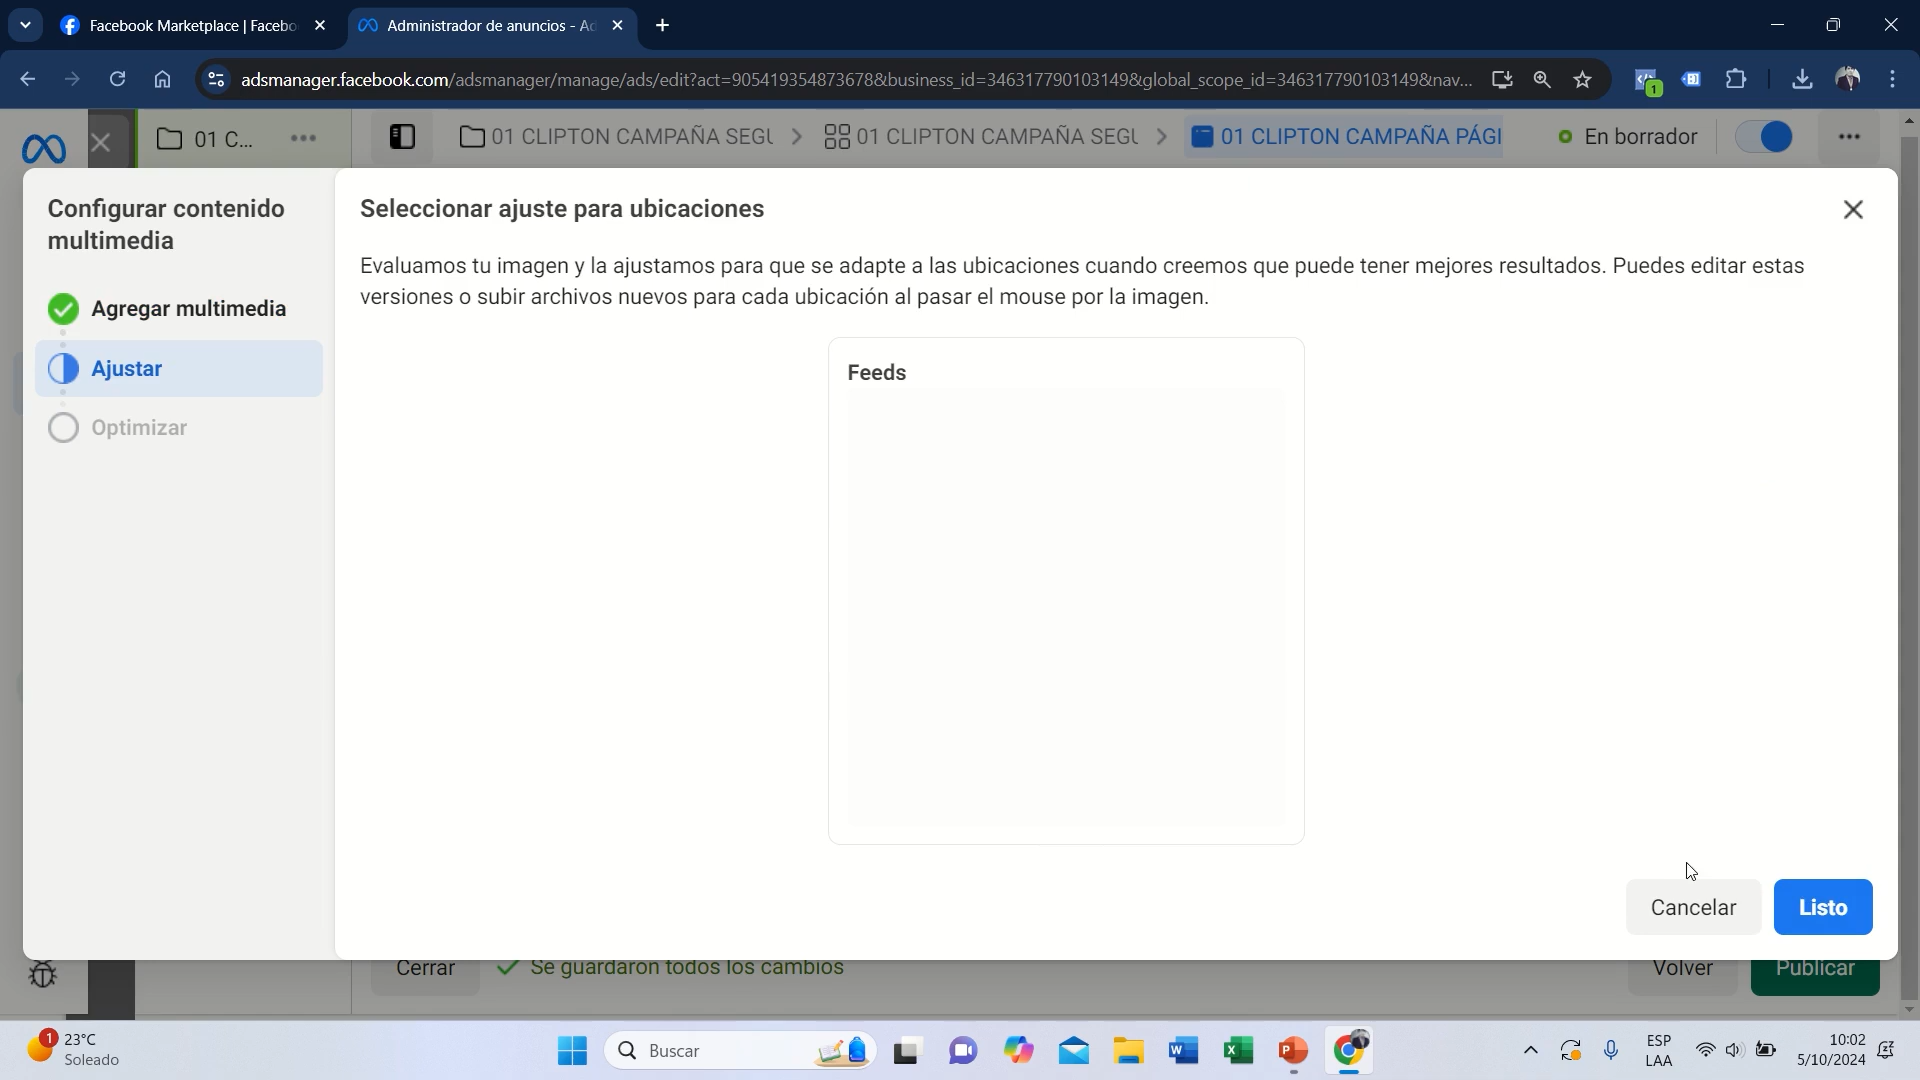 Facebook Marketplace | Facebo
Administrador de anuncios - Ad
adsmanager.facebook.com/adsmanager/manage/ads/edit?act=905419354873678&business_id=346317790103149&global_scope_id=346317790103149&nav...
1
01 C...
01 CLIPTON CAMPAÑA SEGU
01 CLIPTON CAMPAÑA SEGU
01 CLIPTON CAMPAÑA PÁGI
En borrador
Configurar contenido
multimedia
Agregar multimedia
Ajustar
Optimizar
Seleccionar ajuste para ubicaciones
Evaluamos tu imagen y la ajustamos para que se adapte a las ubicaciones cuando creemos que puede tener mejores resultados. Puedes editar estas
versiones o subir archivos nuevos para cada ubicación al pasar el mouse por la imagen.
Feeds
Cancelar
Listo
Cerrar
Se guardaron todos los cambios
Volver
Publicar
1
23°C
Soleado
Buscar
ESP
LAA
10:02
5/10/2024